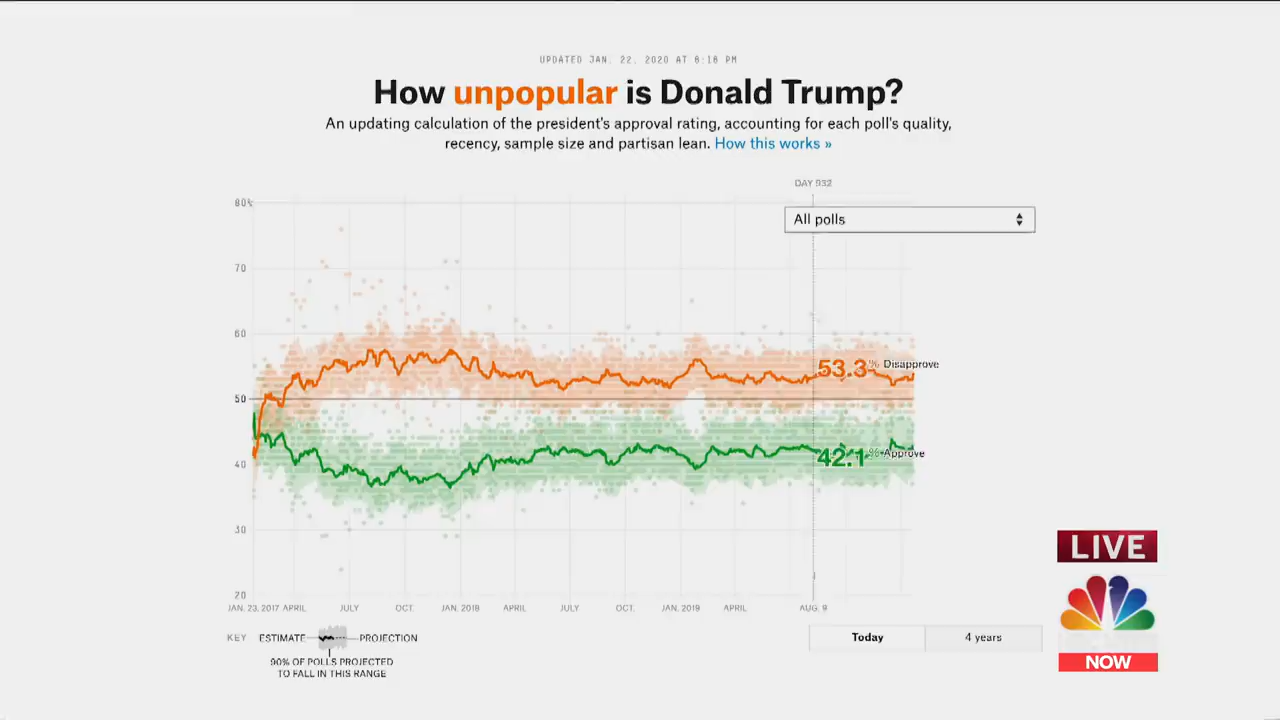 UPDATED JAN. 22, 2020 AT 6:16 PM
How unpopular is Donald Trump?
An updating calculation of the president's approval rating, accounting for each poll's quality,
recency, sample size and partisan lean. How this works »
DAY 932
All polls
80%
70
60
50
40
30
20
53.3% Disapprove
42.1% Approve
JAN. 23, 2017 APRIL JULY OCT. JAN. 2018 APRIL JULY OCT. JAN. 2019 APRIL AUG. 9
KEY ESTIMATE PROJECTION
90% OF POLLS PROJECTED
TO FALL IN THIS RANGE
Today 4 years
LIVE
NOW